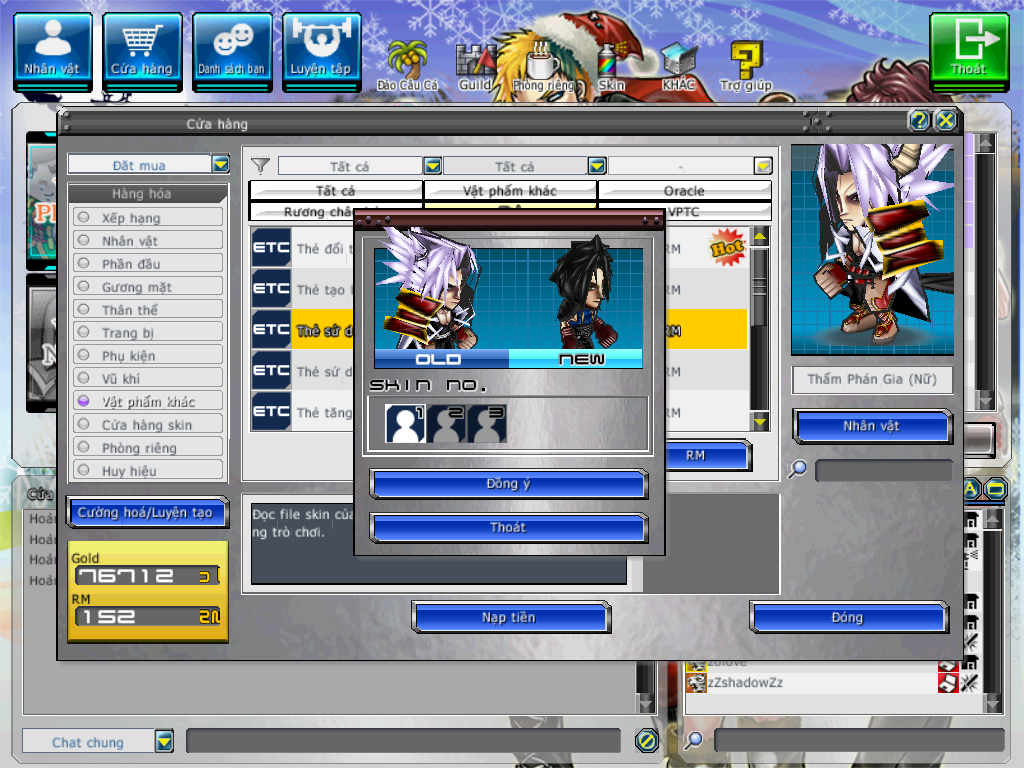 Nhân vật
Cửa hàng
Danh sách bạn
Luyện tập
Đảo Câu Cá
Guild
Phòng riêng
Skin
KHÁC
Trợ giúp
Thoát
Cửa hàng
Đặt mua
Hàng hóa
Xếp hạng
Nhân vật
Phần đầu
Gương mặt
Thân thể
Trang bị
Phụ kiện
Vũ khí
Vật phẩm khác
Cửa hàng skin
Phòng riêng
Huy hiệu
Cường hoá/Luyện tạo
Gold
76712
RM
152
Tất cả
Tất cả
-
Tất cả
Vật phẩm khác
Oracle
VPTC
ETC Thẻ đổi
RM
Hot
ETC Thẻ tạo
RM
ETC Thẻ sử
RM
ETC Thẻ sử
RM
ETC Thẻ tăng
RM
RM
OLD
NEW
SKIN NO.
1 2 3
Đồng ý
Thoát
Đọc file skin
ng trò chơi.
Thẩm Phán Gia (Nữ)
Nhân vật
Nạp tiền
Đóng
zZshadowZz
Chat chung